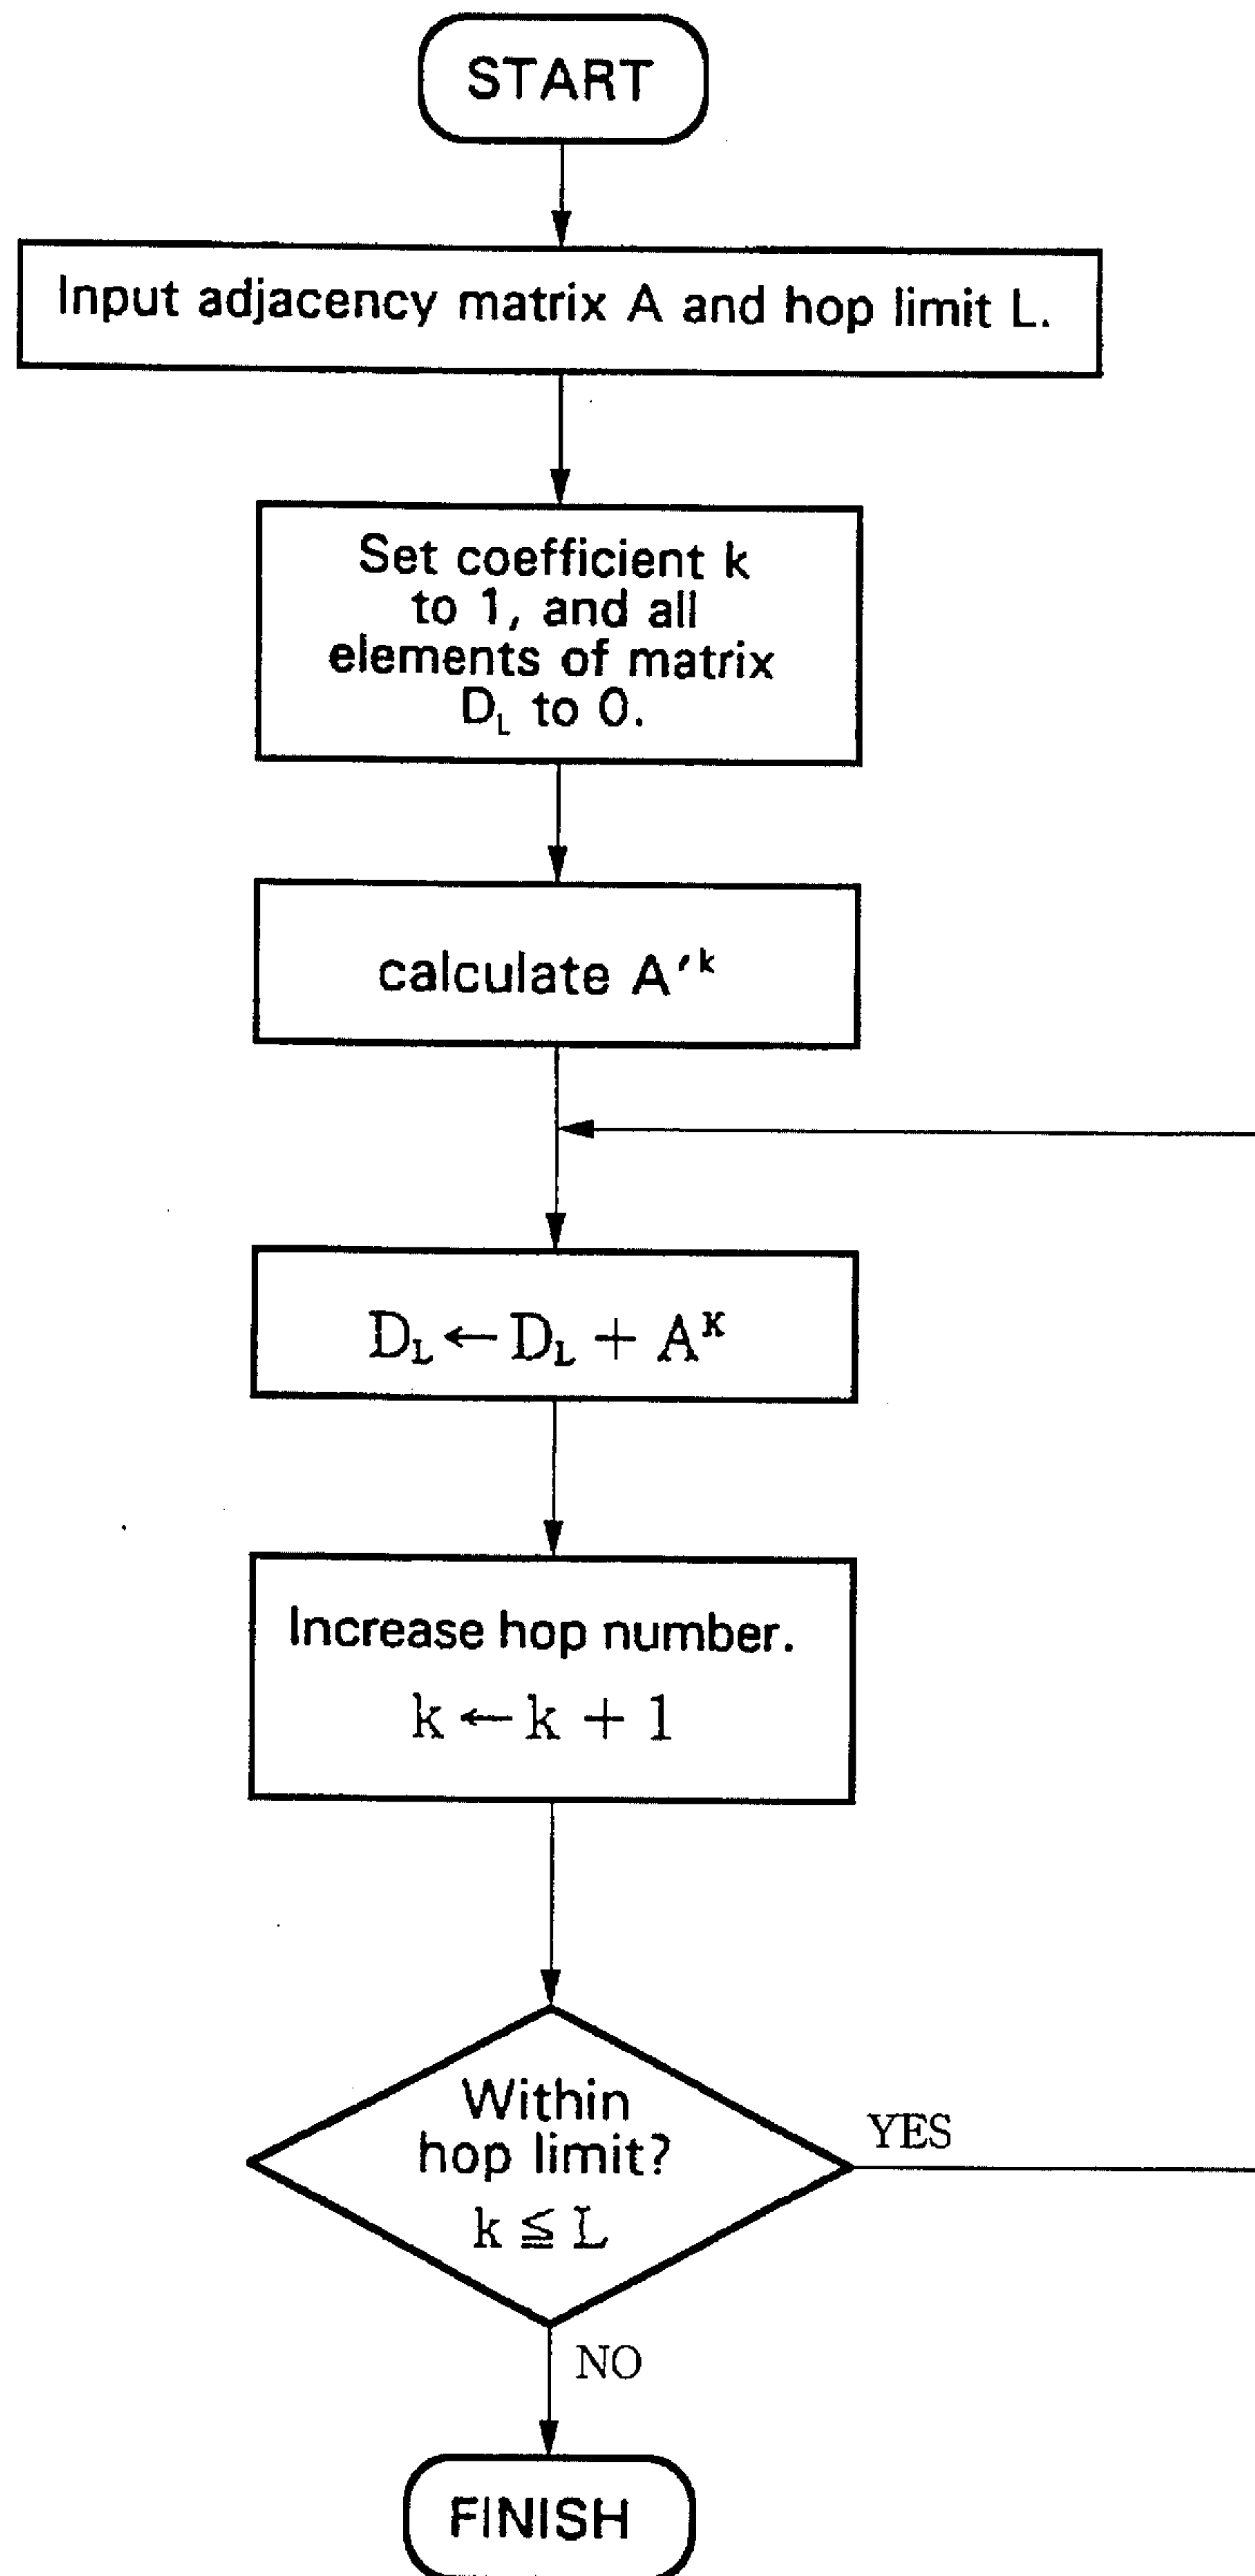 START
Input adjacency matrix A and hop limit L.
Set coefficient k
to 1, and all
elements of matrix
D_L to 0.
calculate A′^k
D_L ← D_L + A^K
Increase hop number.
k ← k + 1
Within
hop limit?
k ≦ L
YES
NO
FINISH